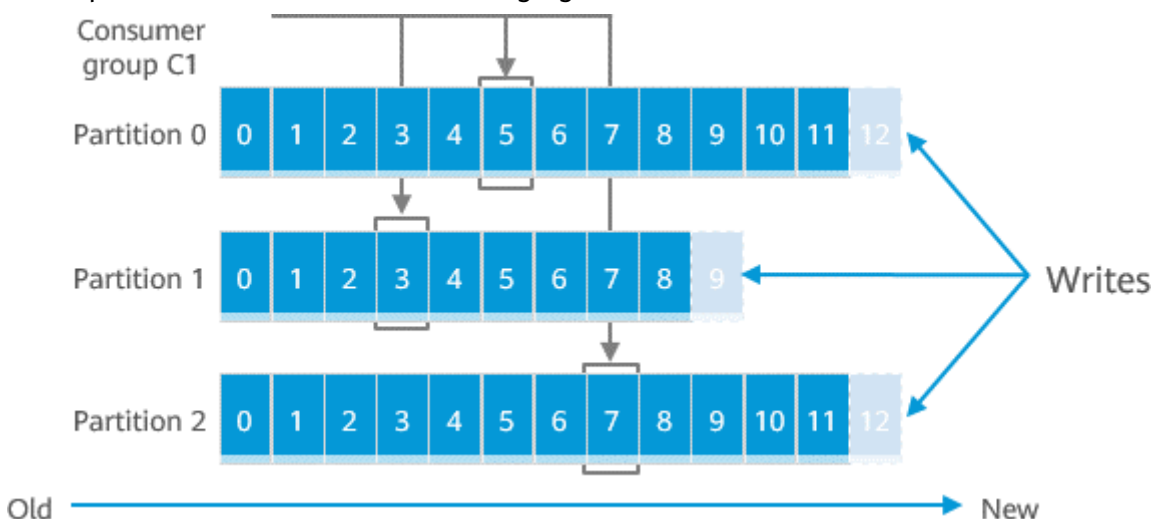 Consumer
group C1
Partition 0 0 1 2 3 4 5 6 7 8 9 10 11 12
Partition 1 0 1 2 3 4 5 6 7 8 9
Writes
Partition 2 0 1 2 3 4 5 6 7 8 9 10 11 12
Old New